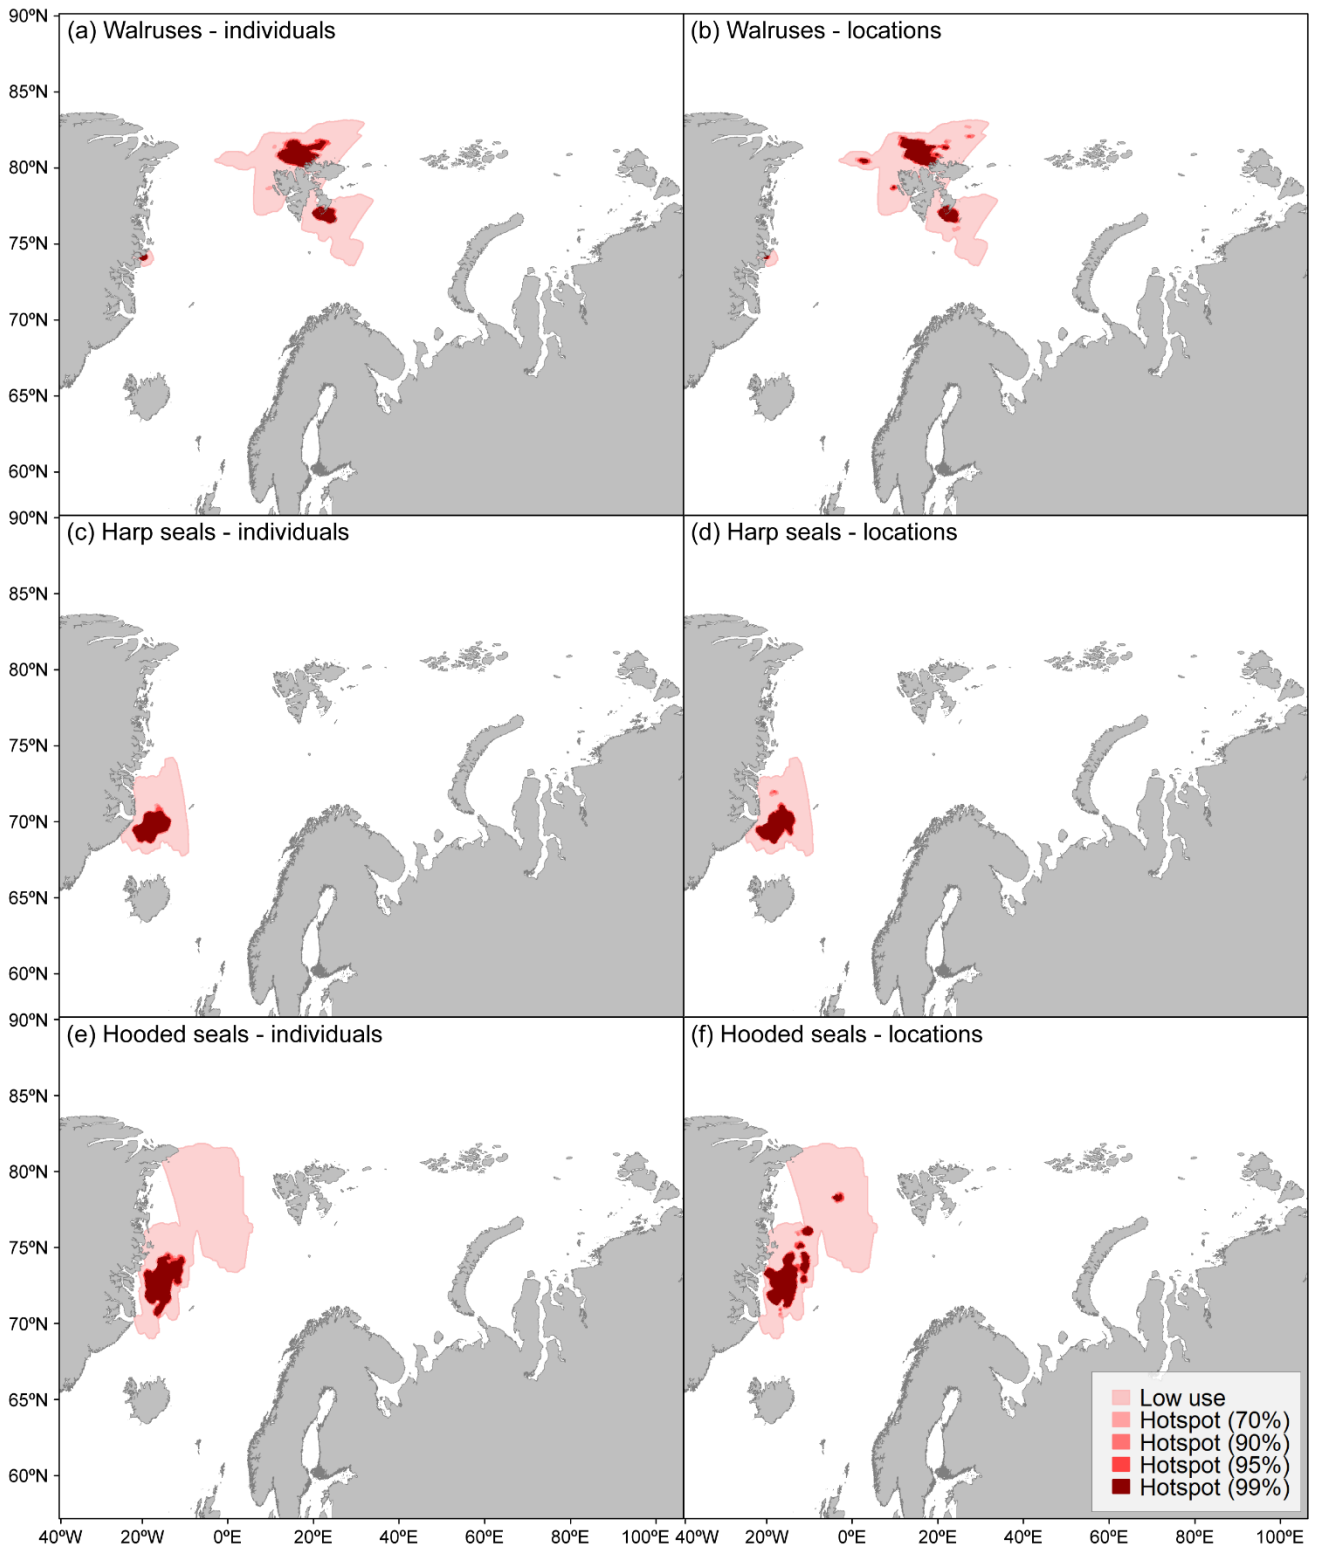 (a) Walruses - individuals
(b) Walruses - locations
90ºN
85ºN
80ºN
75ºN
70ºN
65ºN
60ºN
(c) Harp seals - individuals
(d) Harp seals - locations
90ºN
85ºN
80ºN
75ºN
70ºN
65ºN
60ºN
(e) Hooded seals - individuals
(f) Hooded seals - locations
90ºN
85ºN
80ºN
75ºN
70ºN
65ºN
60ºN
Low use
Hotspot (70%)
Hotspot (90%)
Hotspot (95%)
Hotspot (99%)
40ºW 20ºW 0ºE 20ºE 40ºE 60ºE 80ºE 100ºE 40ºW 20ºW 0ºE 20ºE 40ºE 60ºE 80ºE 100ºE